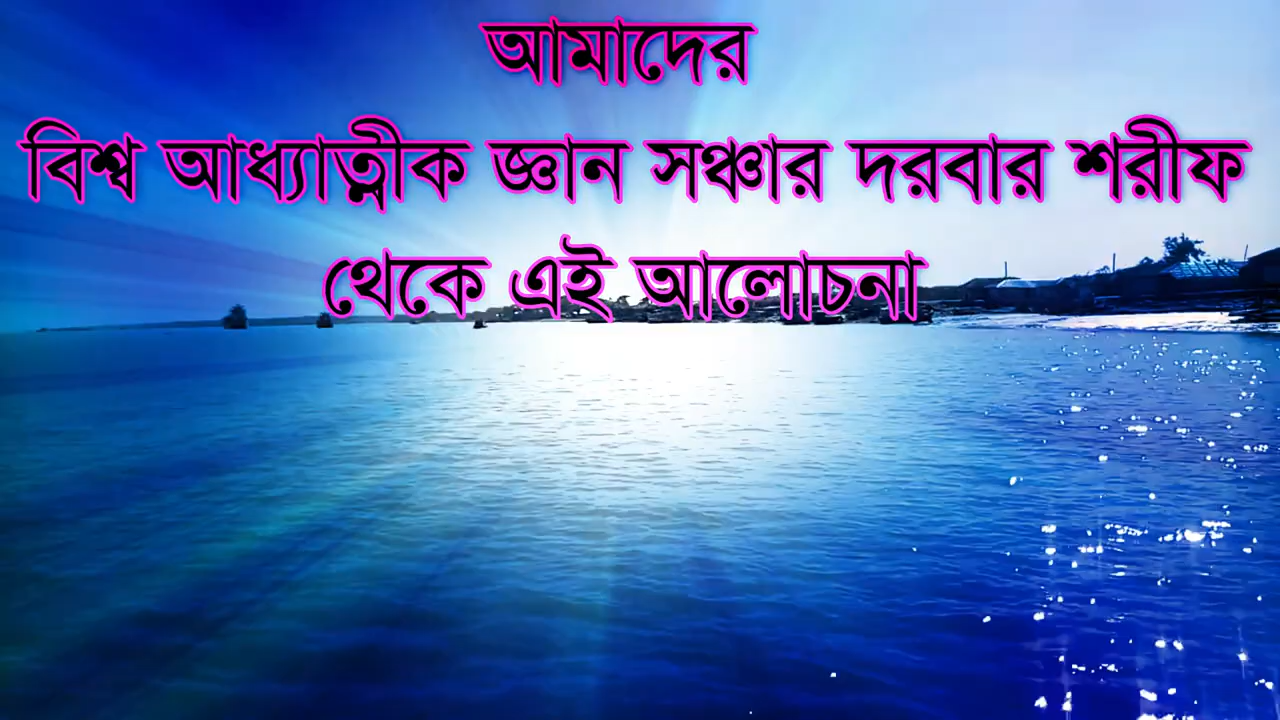 আমাদের
বিশ্ব আধ্যাত্নীক জ্ঞান সঞ্চার দরবার শরীফ
থেকে এই আলোচনা